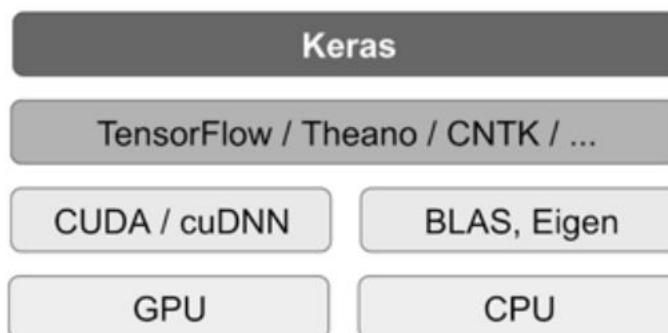 Keras
TensorFlow / Theano / CNTK / ...
CUDA / cuDNN
BLAS, Eigen
GPU
CPU